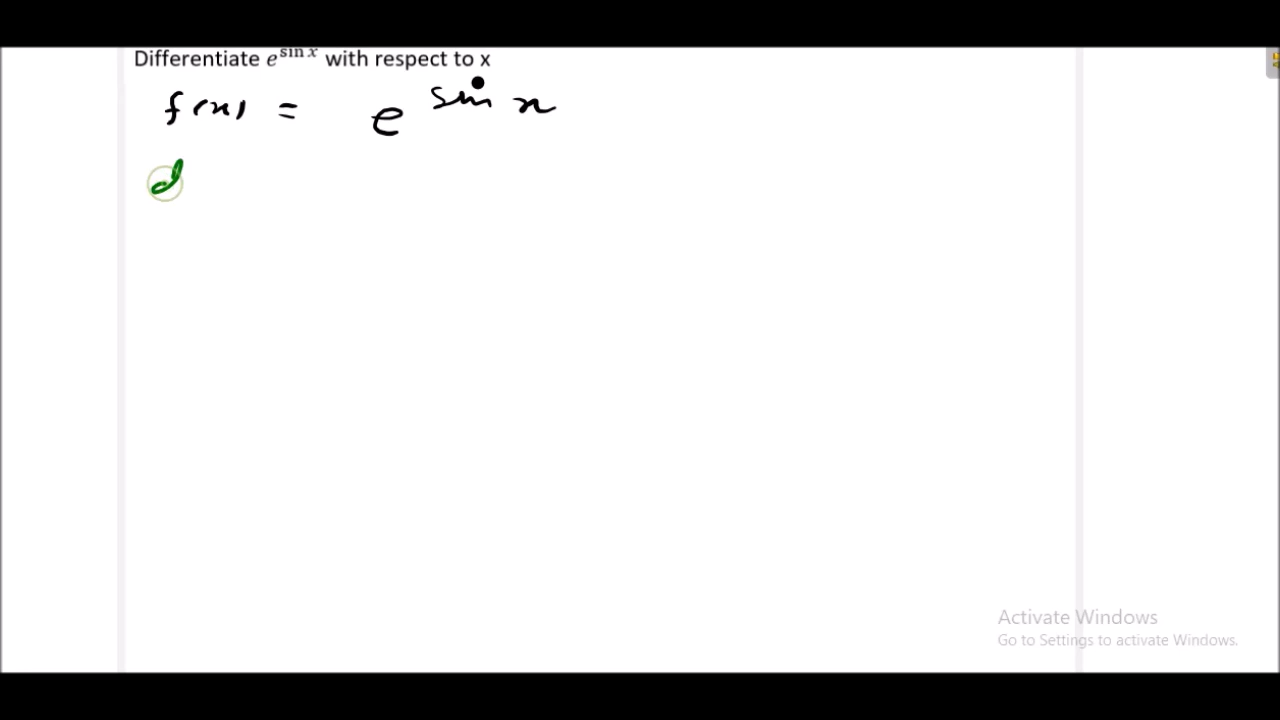 Differentiate e^{sin x} with respect to x
f(x) = e^{sin x}
d
Activate Windows
Go to Settings to activate Windows.